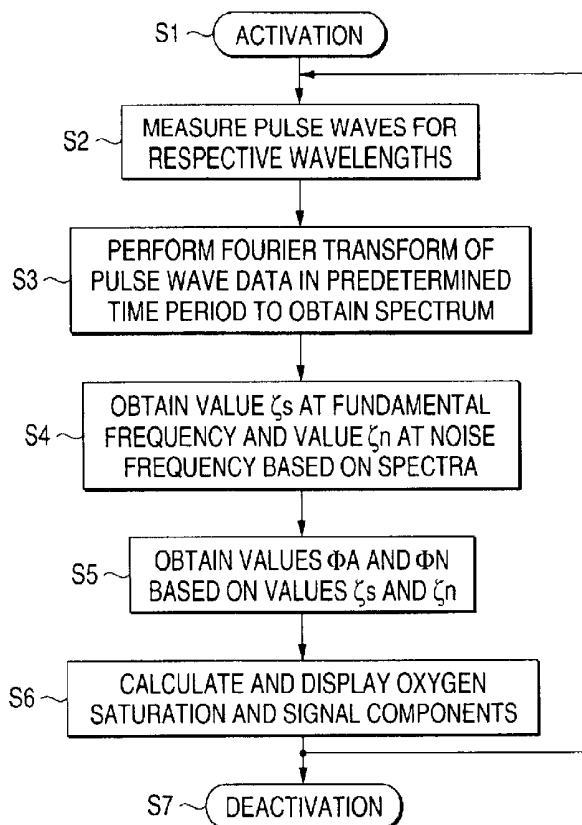 S1 ACTIVATION
S2 MEASURE PULSE WAVES FOR
RESPECTIVE WAVELENGTHS
S3 PERFORM FOURIER TRANSFORM OF
PULSE WAVE DATA IN PREDETERMINED
TIME PERIOD TO OBTAIN SPECTRUM
S4 OBTAIN VALUE ζs AT FUNDAMENTAL
FREQUENCY AND VALUE ζn AT NOISE
FREQUENCY BASED ON SPECTRA
S5 OBTAIN VALUES ΦA AND ΦN
BASED ON VALUES ζs AND ζn
S6 CALCULATE AND DISPLAY OXYGEN
SATURATION AND SIGNAL COMPONENTS
S7 DEACTIVATION